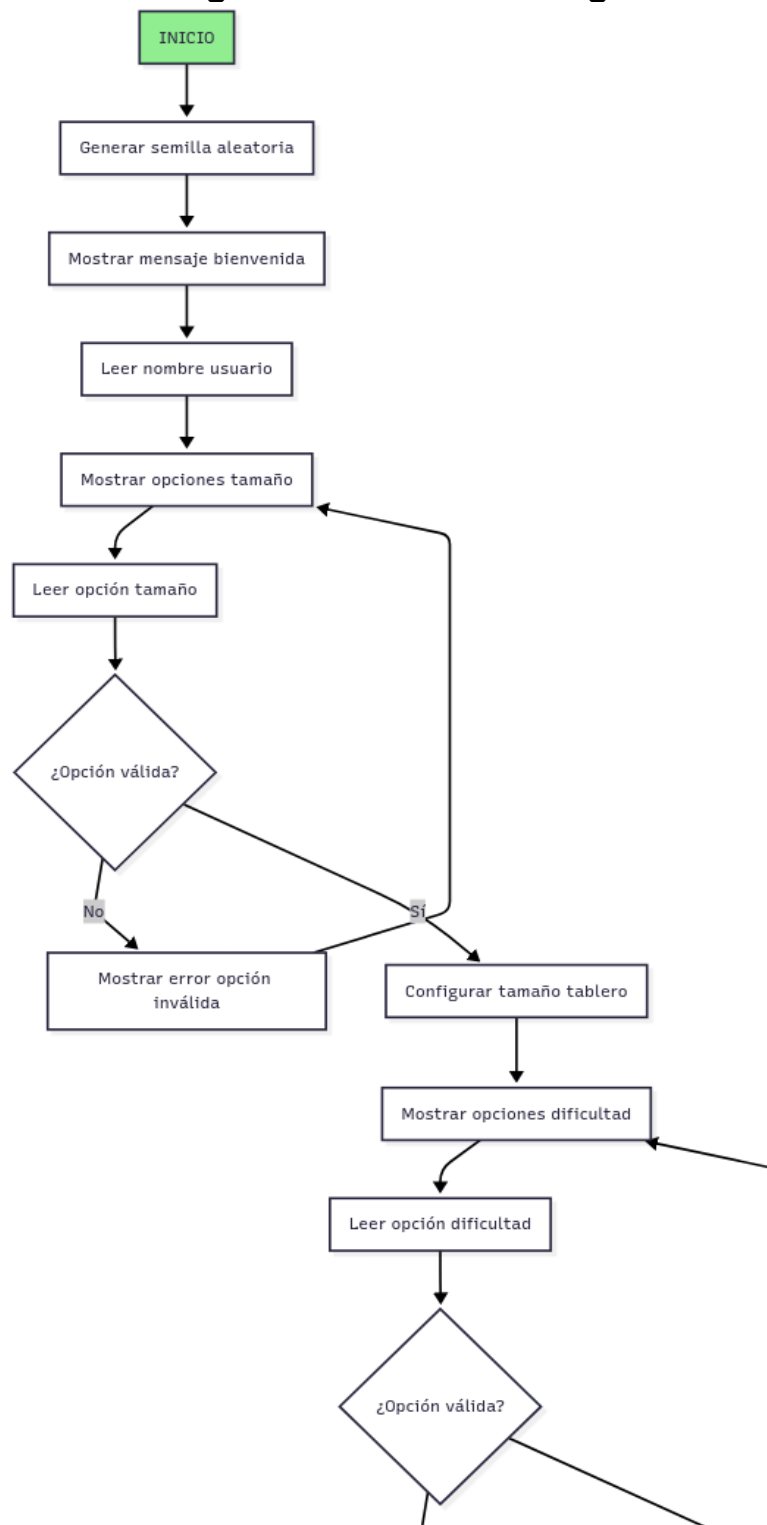 INICIO
Generar semilla aleatoria
Mostrar mensaje bienvenida
Leer nombre usuario
Mostrar opciones tamaño
Leer opción tamaño
¿Opción válida?
No
Sí
Mostrar error opción
inválida
Configurar tamaño tablero
Mostrar opciones dificultad
Leer opción dificultad
¿Opción válida?